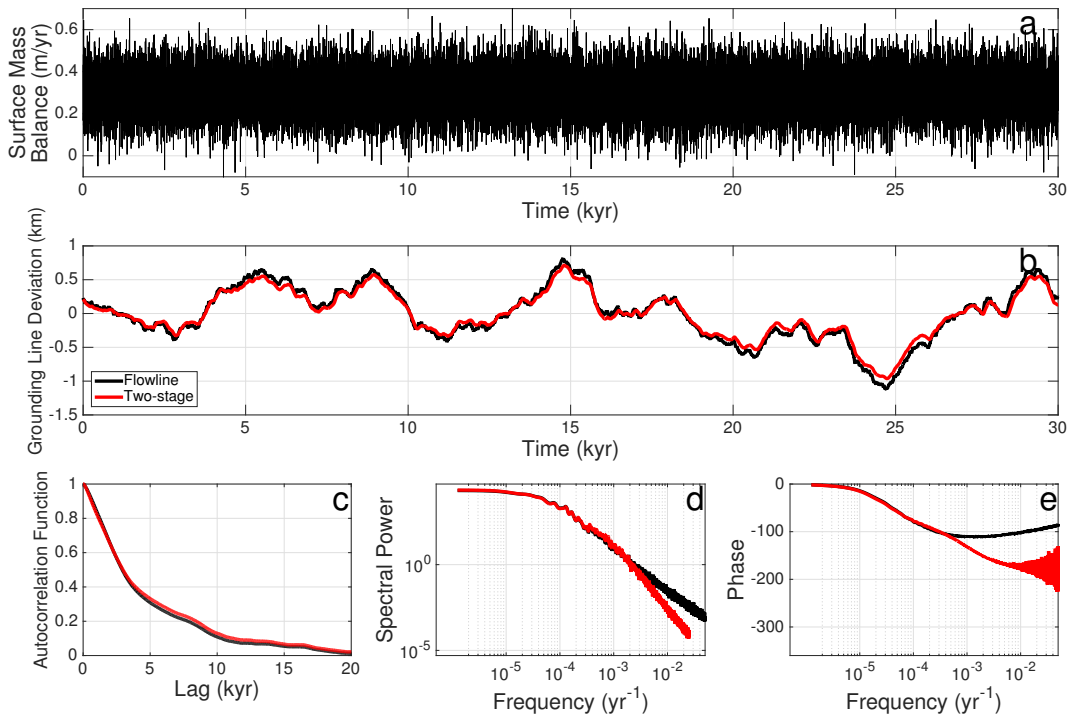 a
Surface Mass
Balance (m/yr)
0.6
0.4
0.2
0
0 5 10 15 20 25 30
Time (kyr)
b
Grounding Line Deviation (km)
1
0.5
0
-0.5
-1
-1.5
Flowline
Two-stage
0 5 10 15 20 25 30
Time (kyr)
c
Autocorrelation Function
1
0.8
0.6
0.4
0.2
0
0 5 10 15 20
Lag (kyr)
d
Spectral Power
10⁰
10⁻⁵
10⁻⁵ 10⁻⁴ 10⁻³ 10⁻²
Frequency (yr⁻¹)
e
Phase
0
-100
-200
-300
10⁻⁵ 10⁻⁴ 10⁻³ 10⁻²
Frequency (yr⁻¹)